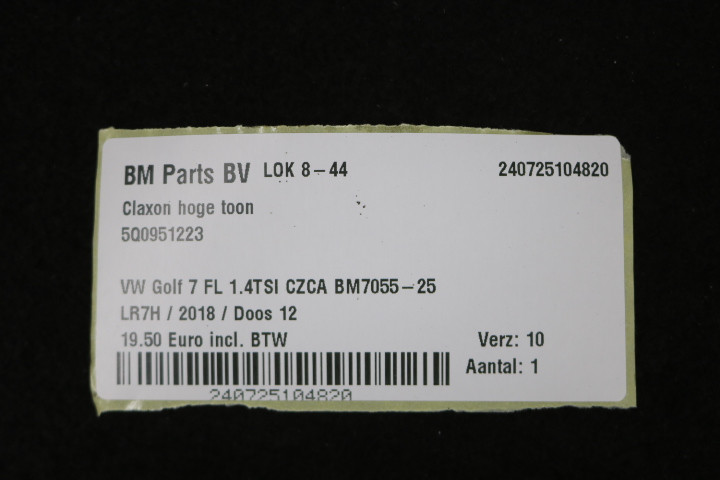 BM Parts BV LOK 8-44 240725104820
Claxon hoge toon
5Q0951223
VW Golf 7 FL 1.4TSI CZCA BM7055-25
LR7H / 2018 / Doos 12
19.50 Euro incl. BTW Verz: 10
Aantal: 1
240725104820